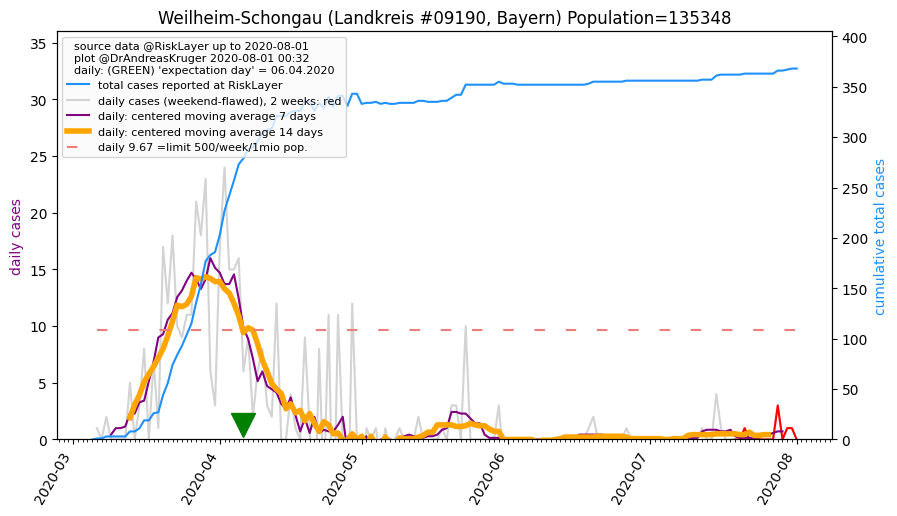 Weilheim-Schongau (Landkreis #09190, Bayern) Population=135348
source data @RiskLayer up to 2020-08-01
plot @DrAndreasKruger 2020-08-01 00:32
daily: (GREEN) 'expectation day' = 06.04.2020
total cases reported at RiskLayer
daily cases (weekend-flawed), 2 weeks: red
daily: centered moving average 7 days
daily: centered moving average 14 days
daily 9.67 =limit 500/week/1mio pop.
daily cases
35
30
25
20
15
10
5
0
cumulative total cases
400
350
300
250
200
150
100
50
0
2020-03
2020-04
2020-05
2020-06
2020-07
2020-08